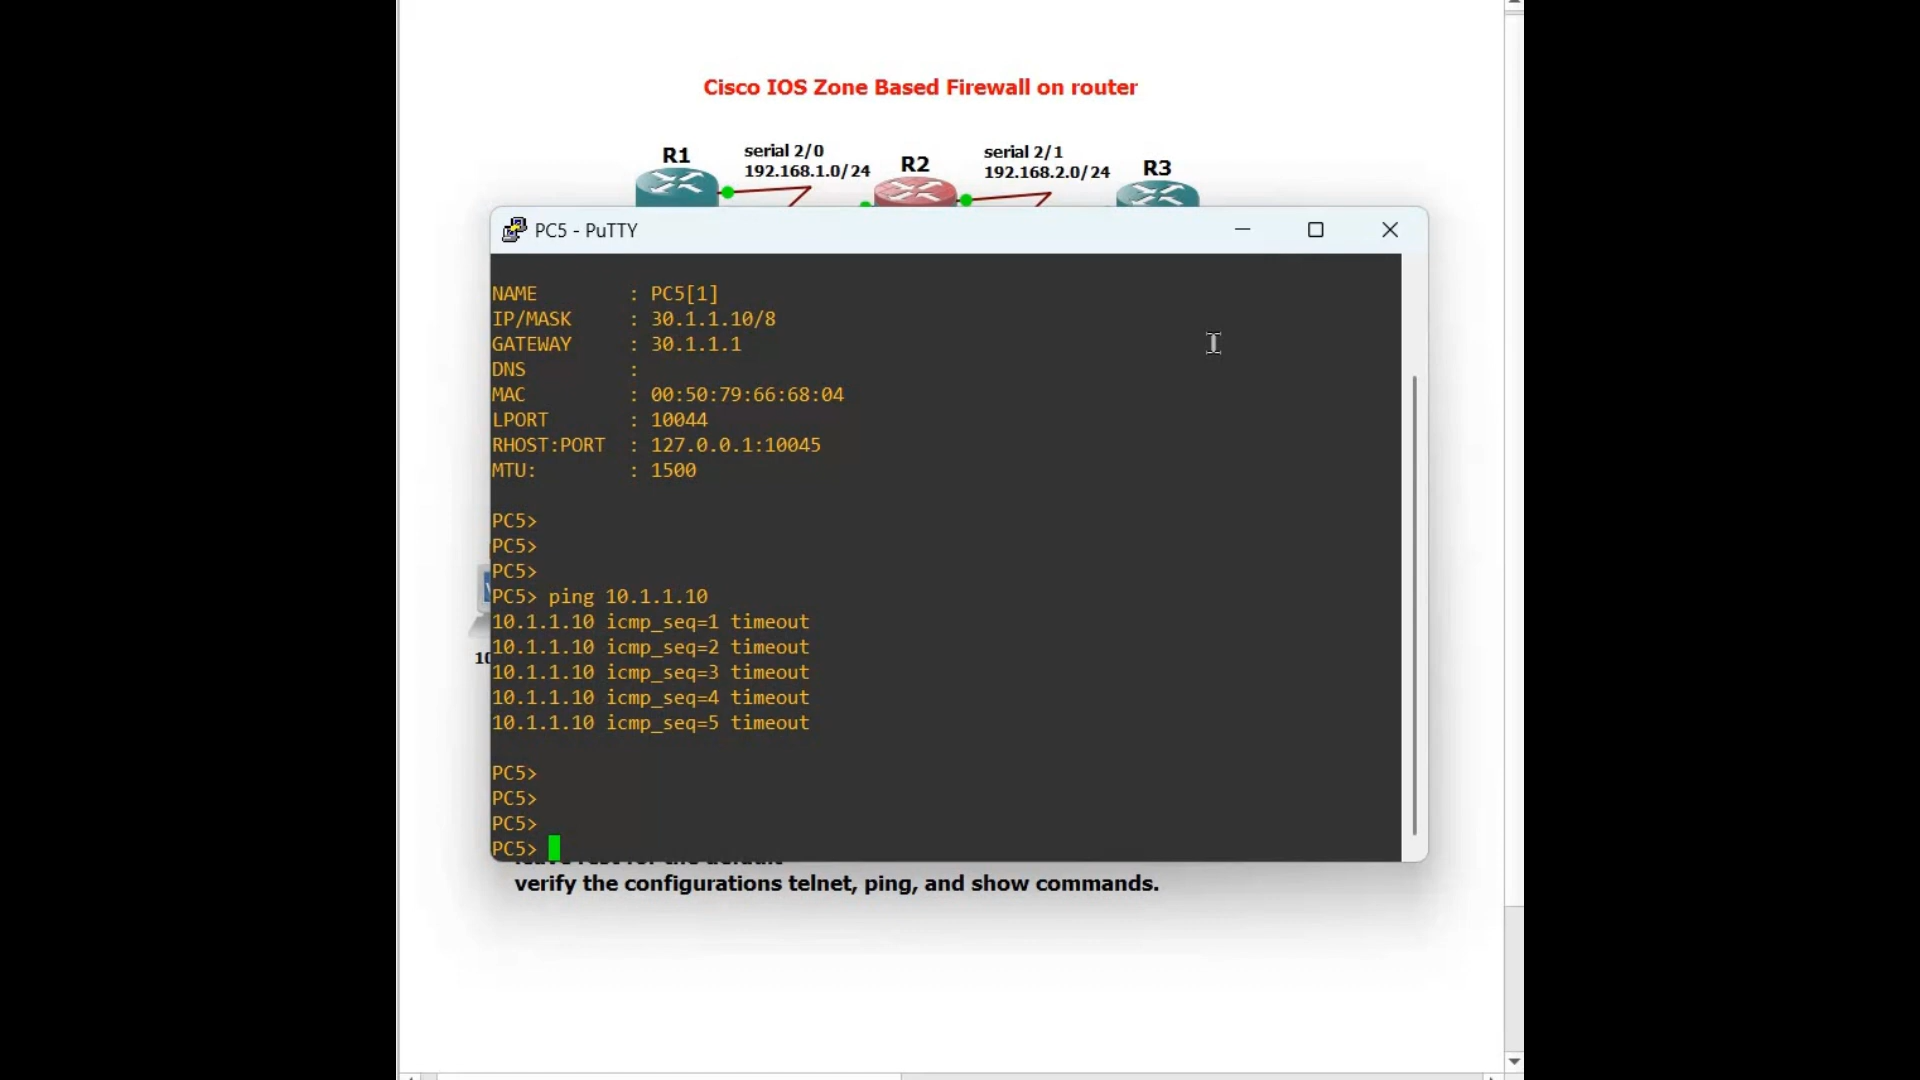 Cisco IOS Zone Based Firewall on router
R1
serial 2/0
192.168.1.0/24
R2
serial 2/1
192.168.2.0/24
R3
PC5 - PuTTY
NAME : PC5[1]
IP/MASK : 30.1.1.10/8
GATEWAY : 30.1.1.1
DNS :
MAC : 00:50:79:66:68:04
LPORT : 10044
RHOST:PORT : 127.0.0.1:10045
MTU: : 1500
PC5>
PC5>
PC5>
PC5> ping 10.1.1.10
10.1.1.10 icmp_seq=1 timeout
10.1.1.10 icmp_seq=2 timeout
10.1.1.10 icmp_seq=3 timeout
10.1.1.10 icmp_seq=4 timeout
10.1.1.10 icmp_seq=5 timeout
PC5>
PC5>
PC5>
PC5>
10
verify the configurations telnet, ping, and show commands.